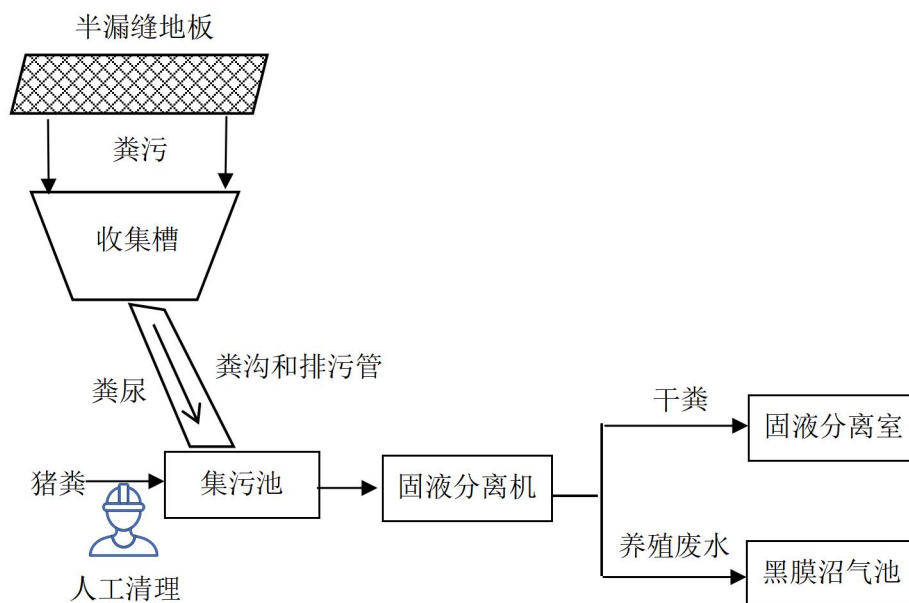 半漏缝地板
粪污
收集槽
粪沟和排污管
粪尿
干粪
固液分离室
猪粪
集污池
固液分离机
养殖废水
黑膜沼气池
人工清理